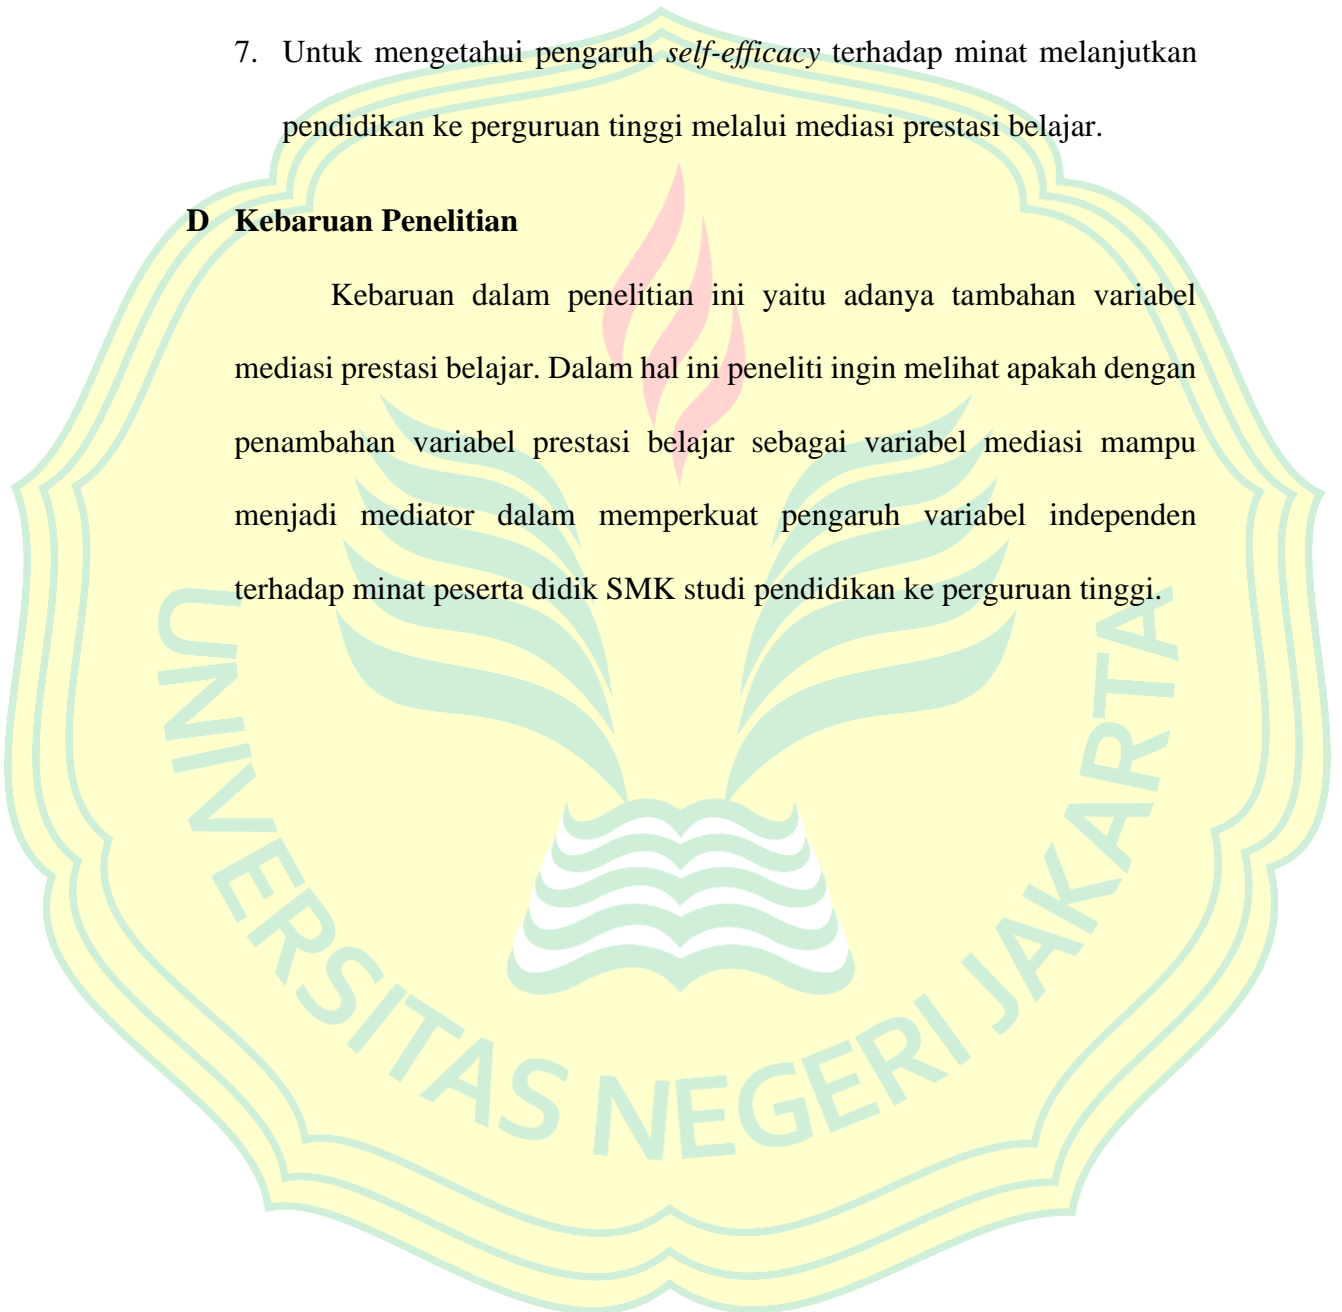 7. Untuk mengetahui pengaruh self-efficacy terhadap minat melanjutkan
pendidikan ke perguruan tinggi melalui mediasi prestasi belajar.
D Kebaruan Penelitian
Kebaruan dalam penelitian ini yaitu adanya tambahan variabel
mediasi prestasi belajar. Dalam hal ini peneliti ingin melihat apakah dengan
penambahan variabel prestasi belajar sebagai variabel mediasi mampu
menjadi mediator dalam memperkuat pengaruh variabel independen
terhadap minat peserta didik SMK studi pendidikan ke perguruan tinggi.
UNIVERSITAS NEGERI JAKARTA